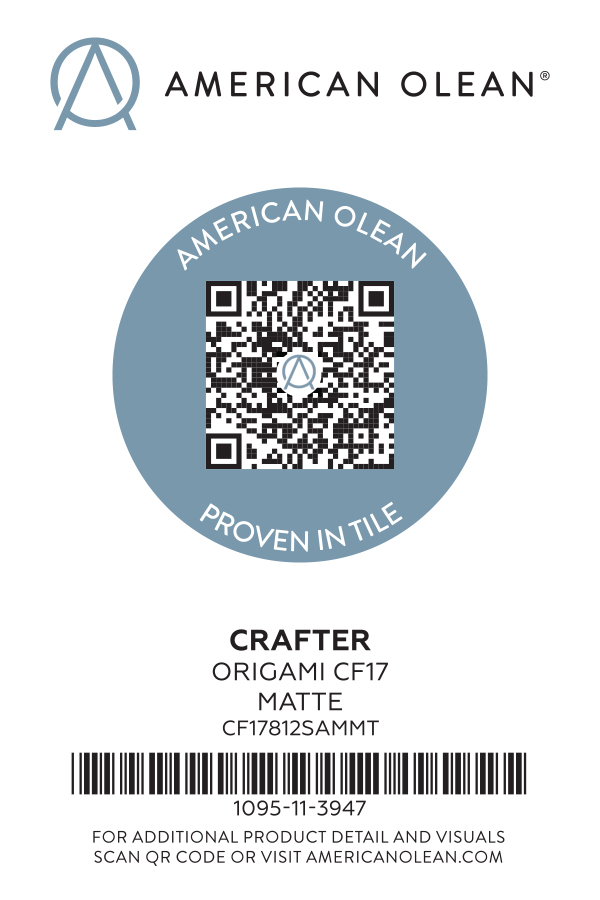 AMERICAN OLEAN®
AMERICAN OLEAN
PROVEN IN TILE
CRAFTER
ORIGAMI CF17
MATTE
CF17812SAMMT
1095-11-3947
FOR ADDITIONAL PRODUCT DETAIL AND VISUALS
SCAN QR CODE OR VISIT AMERICANOLEAN.COM